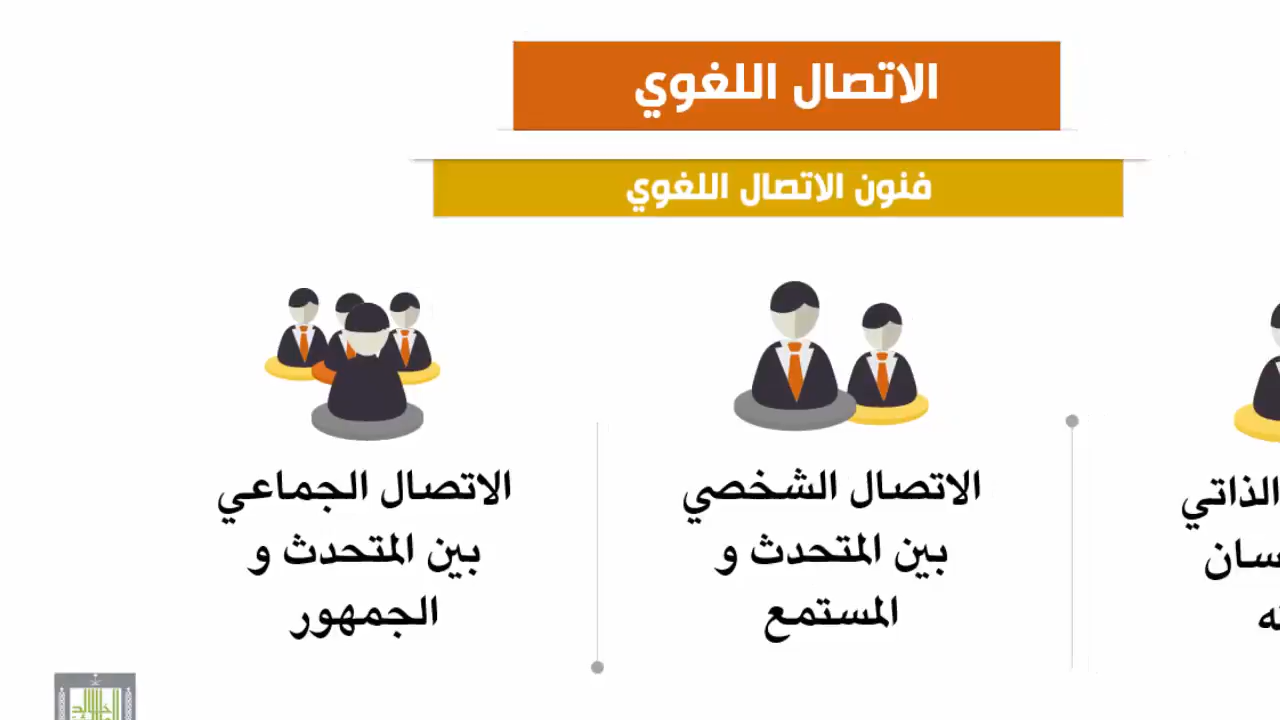 الاتصال اللغوي
فنون الاتصال اللغوي
الذاتي
الاتصال الشخصي
بين المتحدث و
المستمع
الاتصال الجماعي
بين المتحدث و
الجمهور